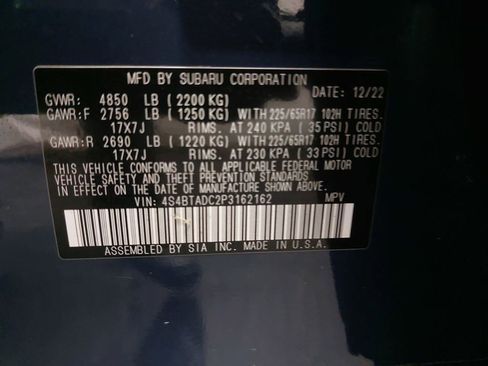 MFD BY SUBARU CORPORATION
DATE: 12/22
GVWR: 4850 LB (2200 KG)
GAWR:F 2756 LB (1250 KG) WITH 225/65R17 102H TIRES,
17X7J RIMS, AT 240 KPA (35 PSI) COLD
GAWR:R 2690 LB (1220 KG) WITH 225/65R17 102H TIRES,
17X7J RIMS, AT 230 KPA (33 PSI) COLD
THIS VEHICLE CONFORMS TO ALL APPLICABLE FEDERAL MOTOR
VEHICLE SAFETY AND THEFT PREVENTION STANDARDS
IN EFFECT ON THE DATE OF MANUFACTURE SHOWN ABOVE.
VIN: 4S4BTADC2P3162162 MPV
ASSEMBLED BY SIA INC. MADE IN U.S.A.